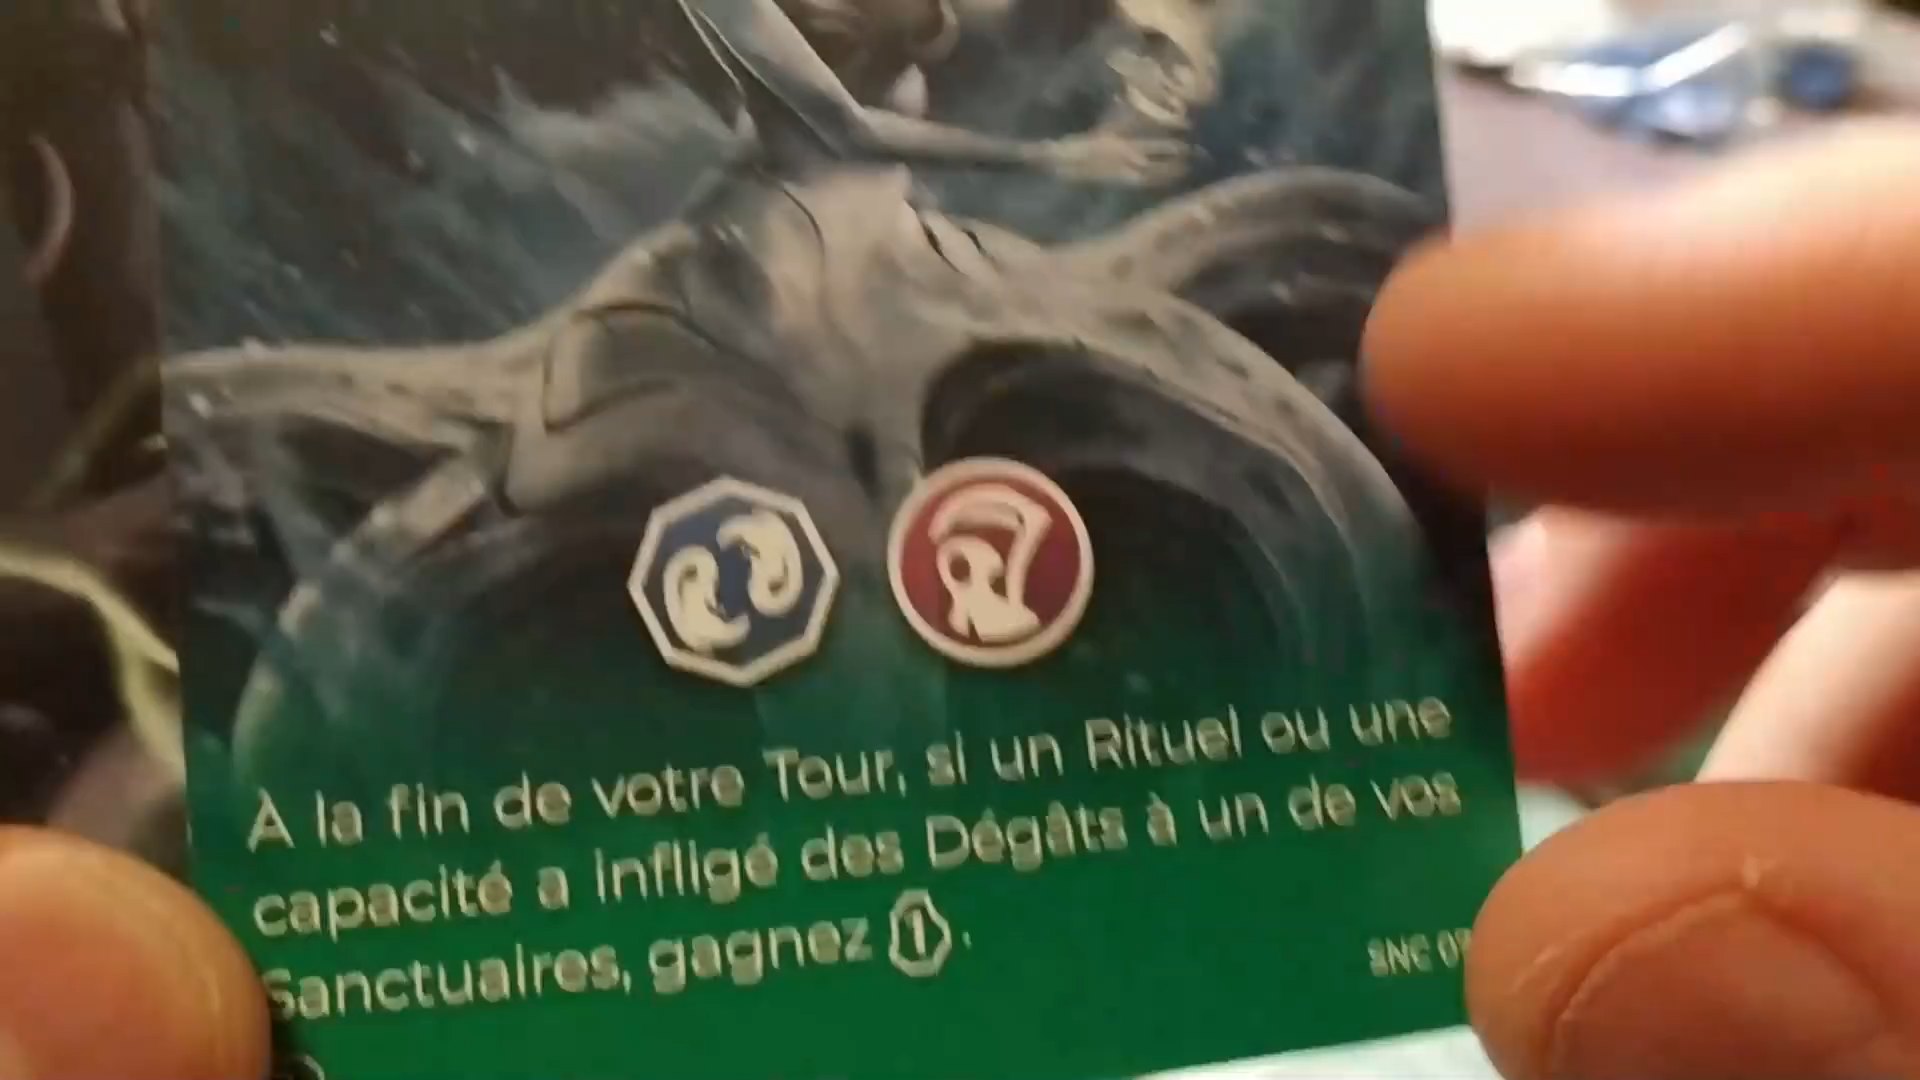 À la fin de votre Tour, si un Rituel ou une
capacité a infligé des Dégâts à un de vos
Sanctuaires, gagnez 1.
SNC